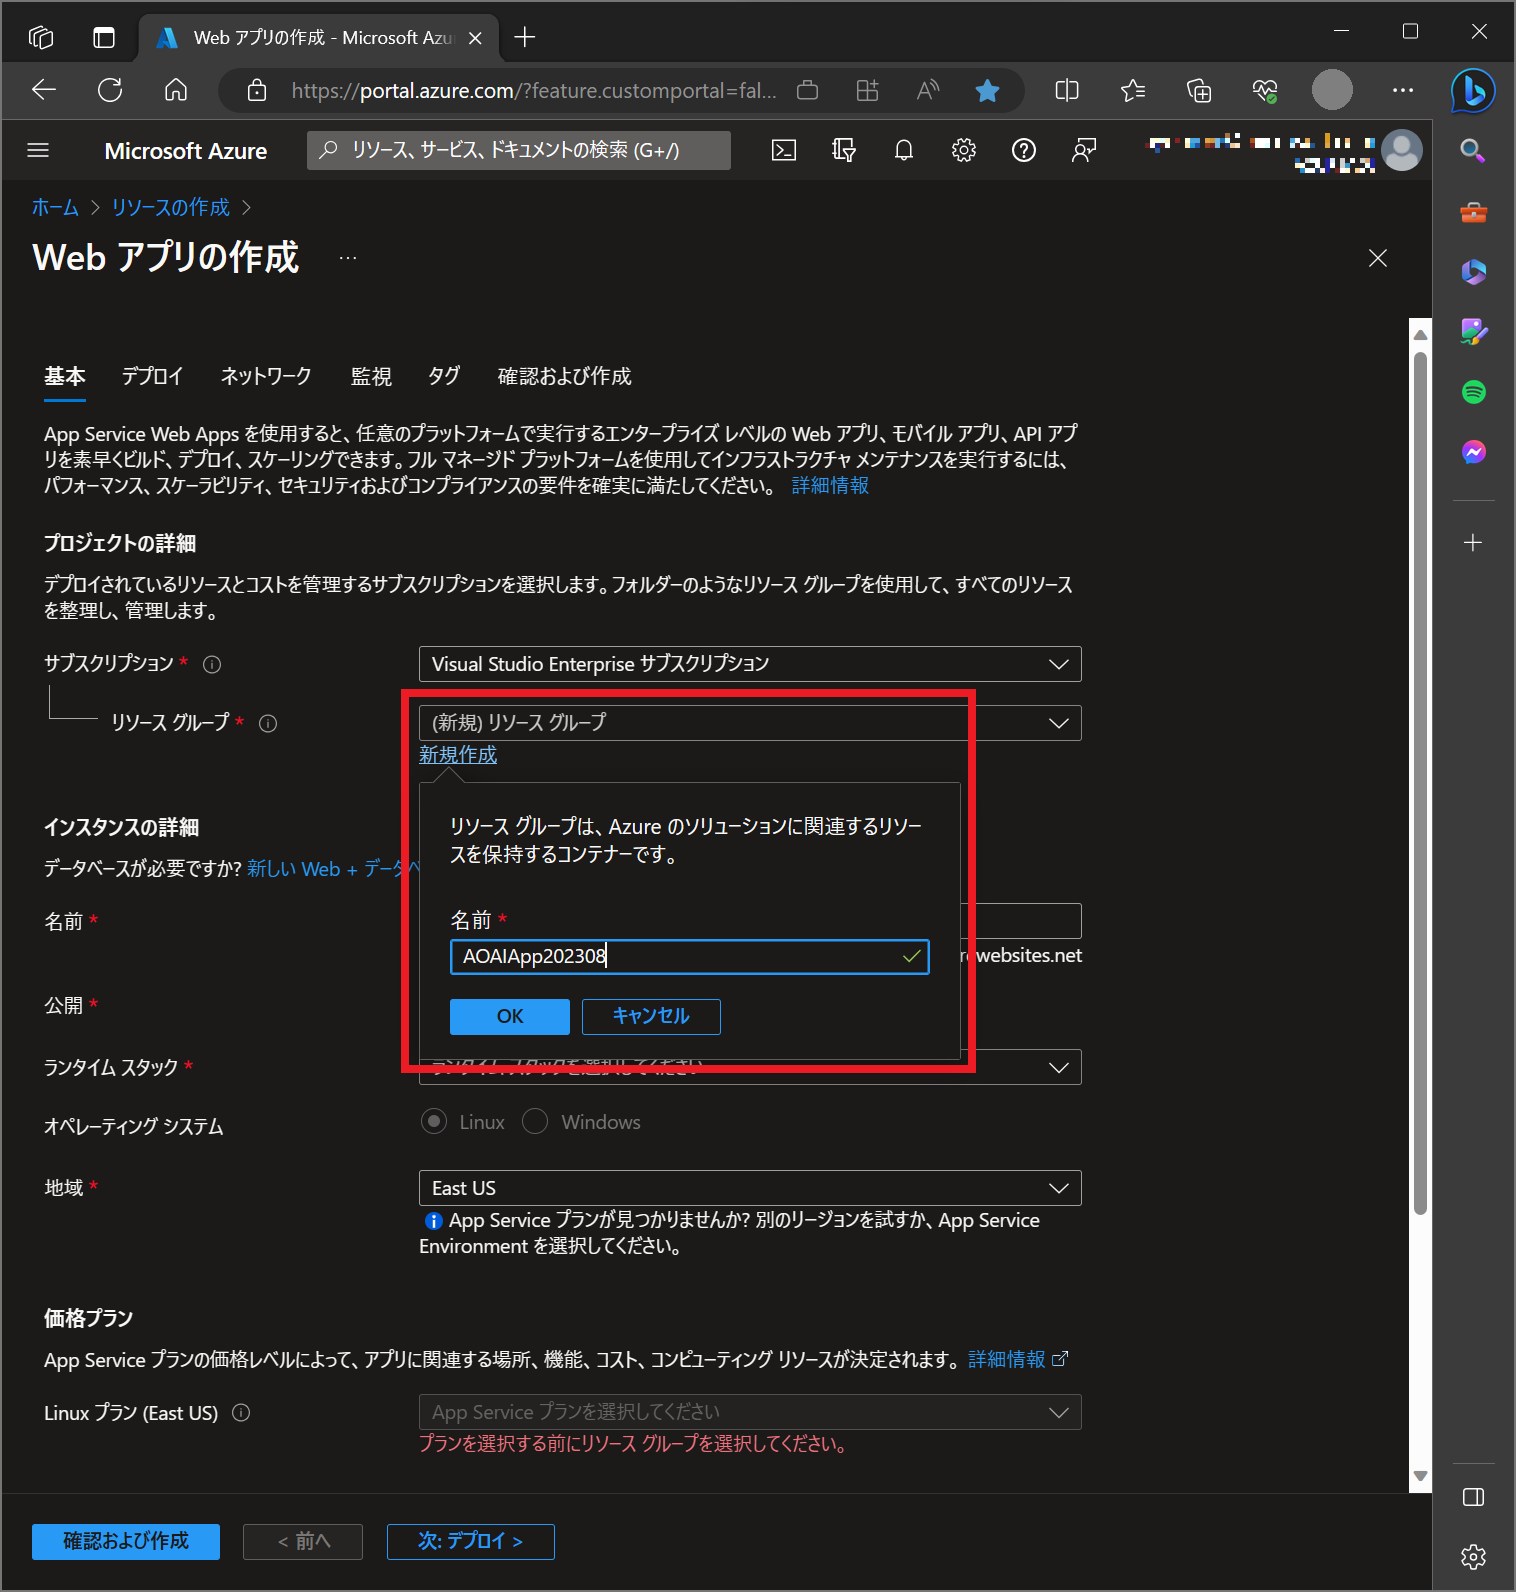 Web アプリの作成 - Microsoft Azu
https://portal.azure.com/?feature.customportal=fal...
Microsoft Azure
リソース、サービス、ドキュメントの検索 (G+/)
ホーム > リソースの作成 >
Web アプリの作成 ...
基本 デプロイ ネットワーク 監視 タグ 確認および作成
App Service Web Apps を使用すると、任意のプラットフォームで実行するエンタープライズ レベルの Web アプリ、モバイル アプリ、API アプ
リを素早くビルド、デプロイ、スケーリングできます。フル マネージド プラットフォームを使用してインフラストラクチャ メンテナンスを実行するには、
パフォーマンス、スケーラビリティ、セキュリティおよびコンプライアンスの要件を確実に満たしてください。 詳細情報
プロジェクトの詳細
デプロイされているリソースとコストを管理するサブスクリプションを選択します。フォルダーのようなリソース グループを使用して、すべてのリソース
を整理し、管理します。
サブスクリプション * Visual Studio Enterprise サブスクリプション
リソース グループ * (新規) リソース グループ
新規作成
リソース グループは、Azure のソリューションに関連するリソー
スを保持するコンテナーです。
名前 *
AOAIApp202308
OK キャンセル
インスタンスの詳細
データベースが必要ですか? 新しい Web + データベ
名前 *
websites.net
公開 *
ランタイム スタック * ランタイム スタックを選択してください
オペレーティング システム Linux Windows
地域 * East US
App Service プランが見つかりませんか? 別のリージョンを試すか、App Service
Environment を選択してください。
価格プラン
App Service プランの価格レベルによって、アプリに関連する場所、機能、コスト、コンピューティング リソースが決定されます。 詳細情報
Linux プラン (East US) App Service プランを選択してください
プランを選択する前にリソース グループを選択してください。
確認および作成 < 前へ 次: デプロイ >